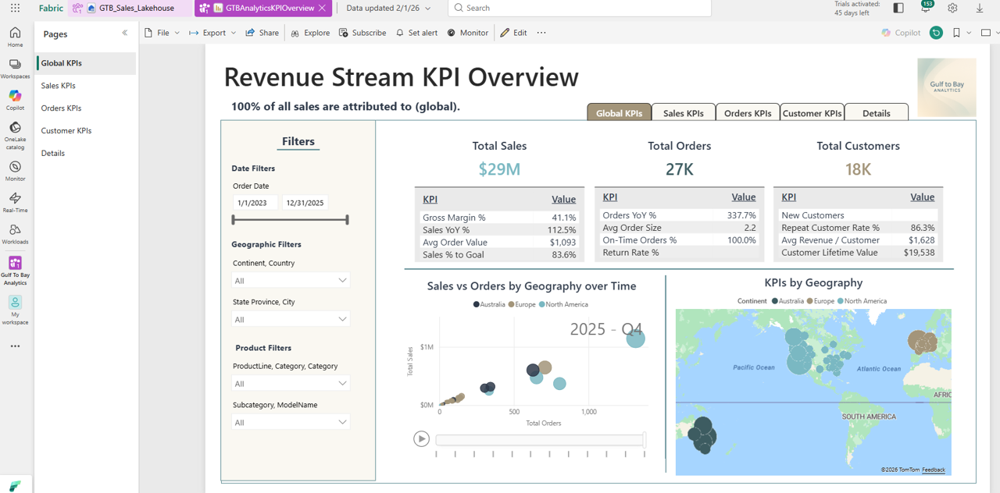 Fabric
GTB_Sales_Lakehouse
GTBAnalyticsKPIOverview
Data updated 2/1/26
Search
Trials activated:
45 days left
153
Home
Workspaces
Copilot
OneLake
catalog
Monitor
Real-Time
Workloads
Gulf To Bay
Analytics
My
workspace
Pages
Global KPIs
Sales KPIs
Orders KPIs
Customer KPIs
Details
File
Export
Share
Explore
Subscribe
Set alert
Monitor
Edit
Copilot
Revenue Stream KPI Overview
Gulf to Bay
ANALYTICS
100% of all sales are attributed to (global).
Global KPIs
Sales KPIs
Orders KPIs
Customer KPIs
Details
Filters
Date Filters
Order Date
1/1/2023
12/31/2025
Geographic Filters
Continent, Country
All
State Province, City
All
Product Filters
ProductLine, Category, Category
All
Subcategory, ModelName
All
Total Sales
$29M
KPI Value
Gross Margin % 41.1%
Sales YoY % 112.5%
Avg Order Value $1,093
Sales % to Goal 83.6%
Total Orders
27K
KPI Value
Orders YoY % 337.7%
Avg Order Size 2.2
On-Time Orders % 100.0%
Return Rate %
Total Customers
18K
KPI Value
New Customers
Repeat Customer Rate % 86.3%
Avg Revenue / Customer $1,628
Customer Lifetime Value $19,538
Sales vs Orders by Geography over Time
Australia Europe North America
2025 - Q4
Total Sales
$1M
$0M
0 500 1,000
Total Orders
KPIs by Geography
Continent Australia Europe North America
Pacific Ocean
Atlantic Ocean
AFRIC
SOUTH AMERICA
©2026 TomTom Feedback